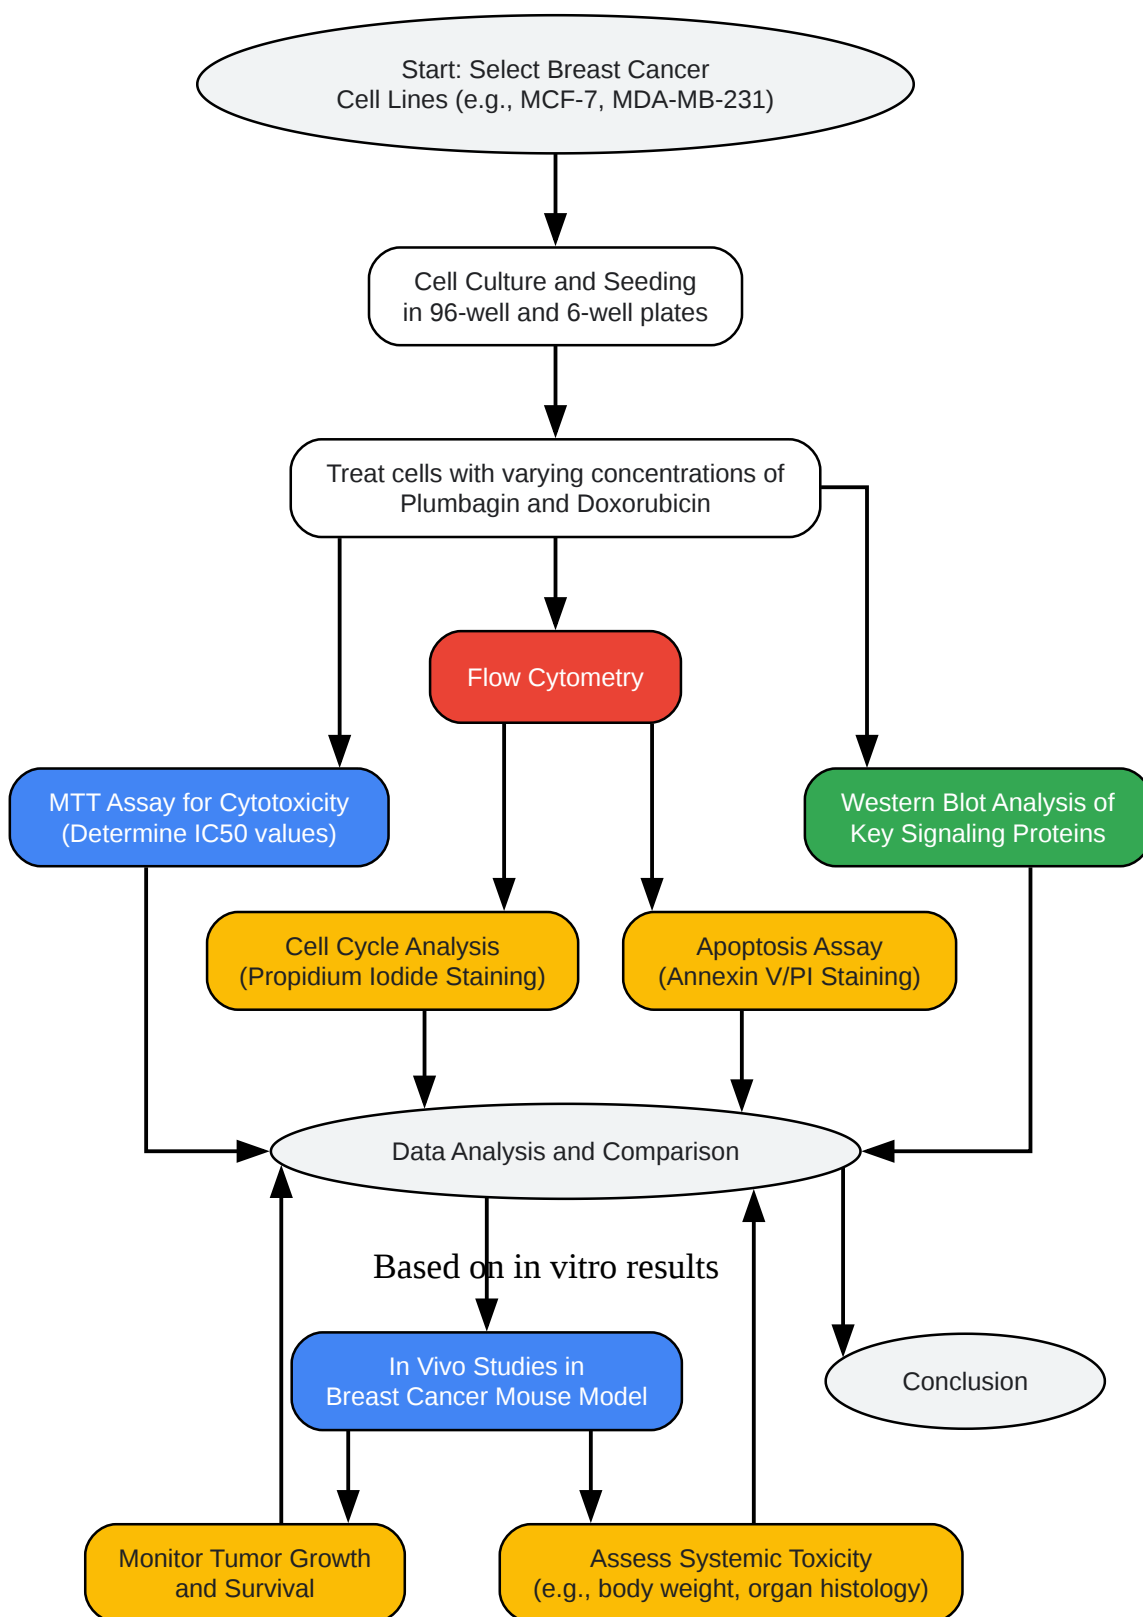 Start: Select Breast Cancer
Cell Lines (e.g., MCF-7, MDA-MB-231)
Cell Culture and Seeding
in 96-well and 6-well plates
Treat cells with varying concentrations of
Plumbagin and Doxorubicin
Flow Cytometry
MTT Assay for Cytotoxicity
(Determine IC50 values)
Western Blot Analysis of
Key Signaling Proteins
Cell Cycle Analysis
(Propidium Iodide Staining)
Apoptosis Assay
(Annexin V/PI Staining)
Data Analysis and Comparison
Based on in vitro results
In Vivo Studies in
Breast Cancer Mouse Model
Conclusion
Monitor Tumor Growth
and Survival
Assess Systemic Toxicity
(e.g., body weight, organ histology)